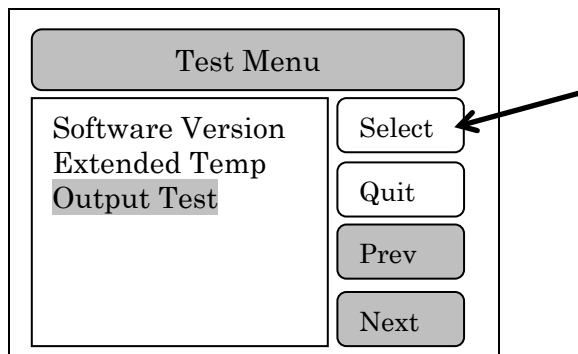 Test Menu
Software Version
Extended Temp
Output Test
Select
Quit
Prev
Next